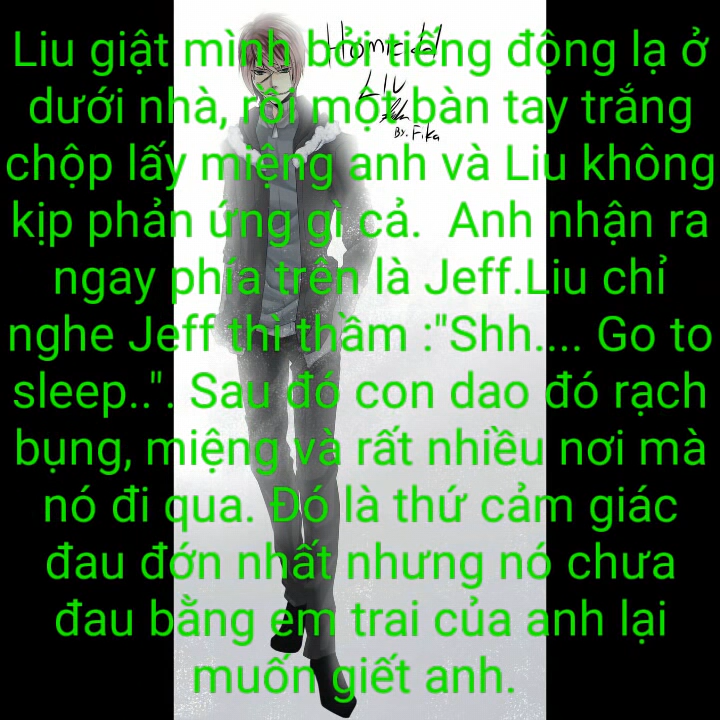 Homicidal
LIU
By. Fika
Liu giật mình bởi tiếng động lạ ở
dưới nhà, rồi một bàn tay trắng
chộp lấy miệng anh và Liu không
kịp phản ứng gì cả.  Anh nhận ra
ngay phía trên là Jeff.Liu chỉ
nghe Jeff thì thầm :"Shh.... Go to
sleep..". Sau đó con dao đó rạch
bụng, miệng và rất nhiều nơi mà
nó đi qua. Đó là thứ cảm giác
đau đớn nhất nhưng nó chưa
đau bằng em trai của anh lại
muốn giết anh.